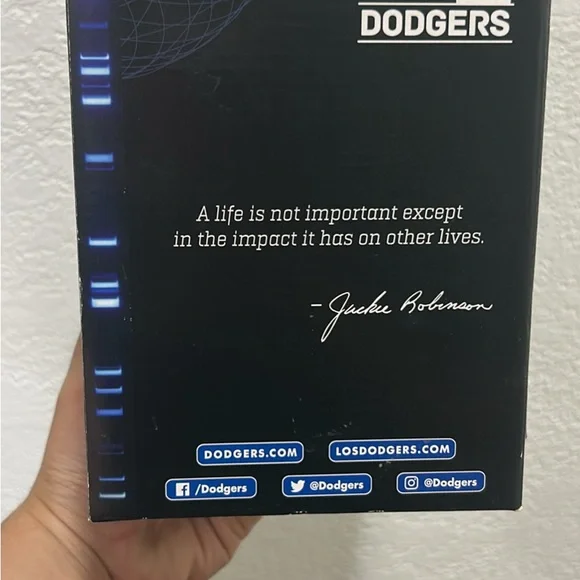 DODGERS
A life is not important except
in the impact it has on other lives.
- Jackie Robinson
DODGERS.COM LOSDODGERS.COM
/Dodgers @Dodgers @Dodgers